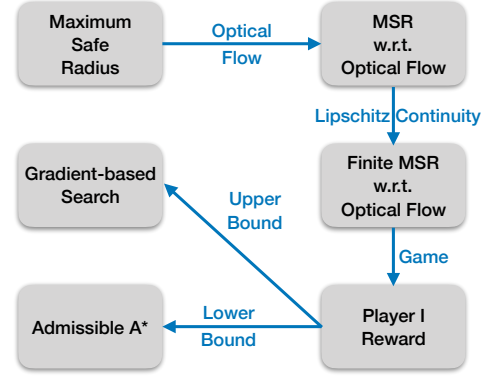 Maximum
Safe
Radius
Optical
Flow
MSR
w.r.t.
Optical Flow
Lipschitz Continuity
Finite MSR
w.r.t.
Optical Flow
Game
Player I
Reward
Upper
Bound
Gradient-based
Search
Lower
Bound
Admissible A*